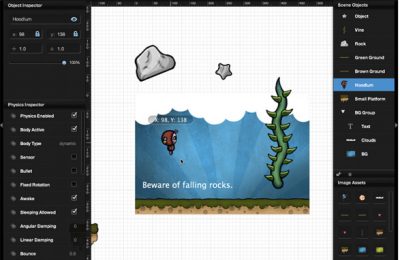 Object Inspector
Hoodlum
x: 98
y: 138
1.0
1.0
100%
Physics Inspector
Physics Enabled
Body Active
Body Type
dynamic
Sensor
Bullet
Fixed Rotation
Awake
Sleeping Allowed
Angular Damping
0
Linear Damping
0
Bounce
0.0
X: 98, Y: 138
Beware of falling rocks.
Scene Objects
Object
Vine
Rock
Green Ground
Brown Ground
Hoodlum
Small Platform
BG Group
Text
Clouds
BG
Image Assets